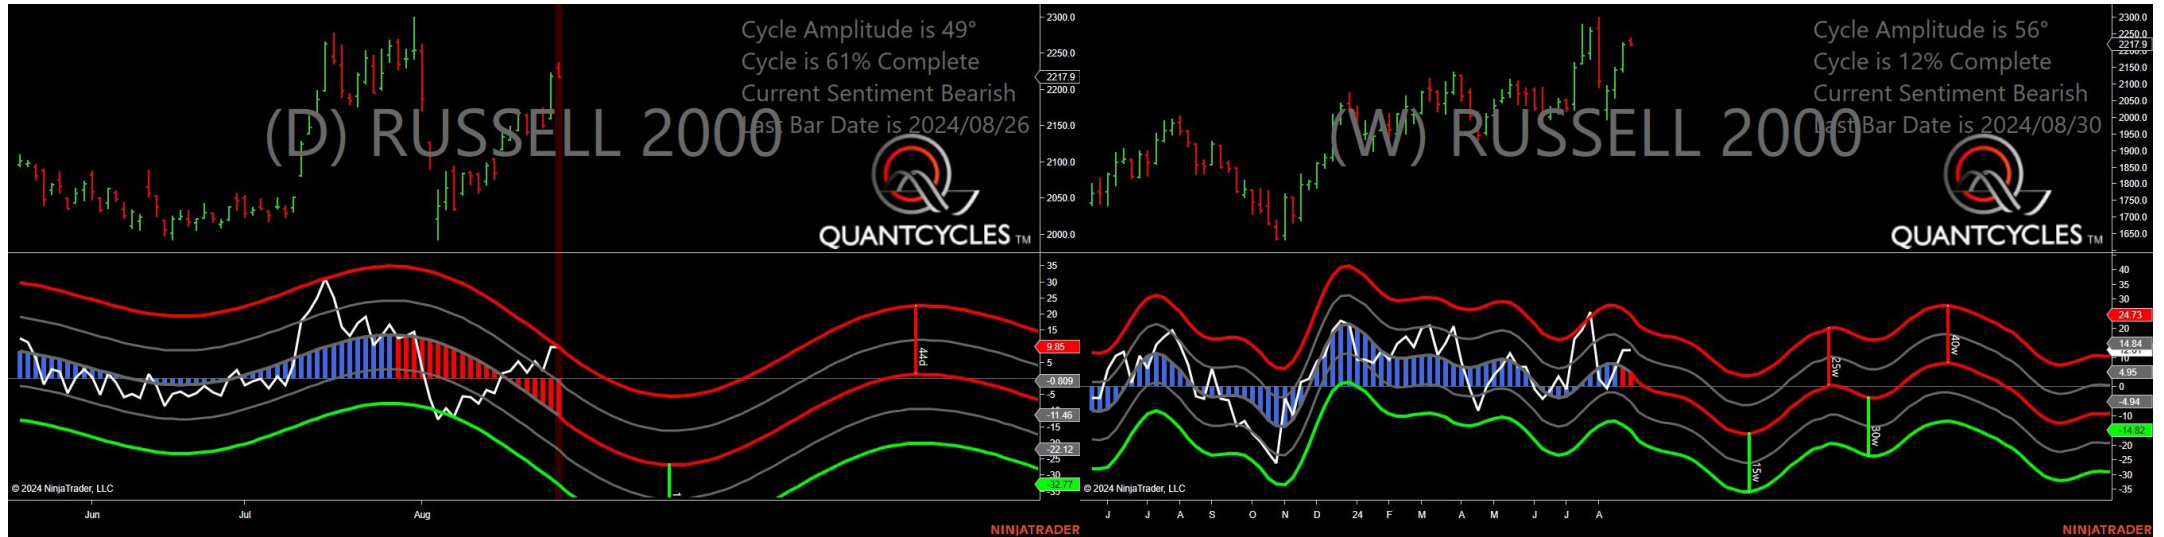 Cycle Amplitude is 49°
Cycle is 61% Complete
Current Sentiment Bearish
Last Bar Date is 2024/08/26
(D) RUSSELL 2000
QUANTCYCLES TM
2300.0
2250.0
2217.9
2200.0
2150.0
2100.0
2050.0
2000.0
35
30
25
20
15
9.85
5
-0.809
-5
-11.46
-15
-22.12
-25
-30
-32.77
44d
© 2024 NinjaTrader, LLC
Jun
Jul
Aug
NINJATRADER
Cycle Amplitude is 56°
Cycle is 12% Complete
Current Sentiment Bearish
Last Bar Date is 2024/08/30
(W) RUSSELL 2000
QUANTCYCLES TM
2300.0
2250.0
2217.9
2150.0
2100.0
2050.0
2000.0
1950.0
1900.0
1850.0
1800.0
1750.0
1700.0
1650.0
40
35
30
24.73
20
14.84
4.95
0
-4.94
-10
-14.82
-20
-25
-30
-35
25w
40w
15w
30w
© 2024 NinjaTrader, LLC
J
J
A
S
O
N
D
24
F
M
A
M
J
J
A
NINJATRADER